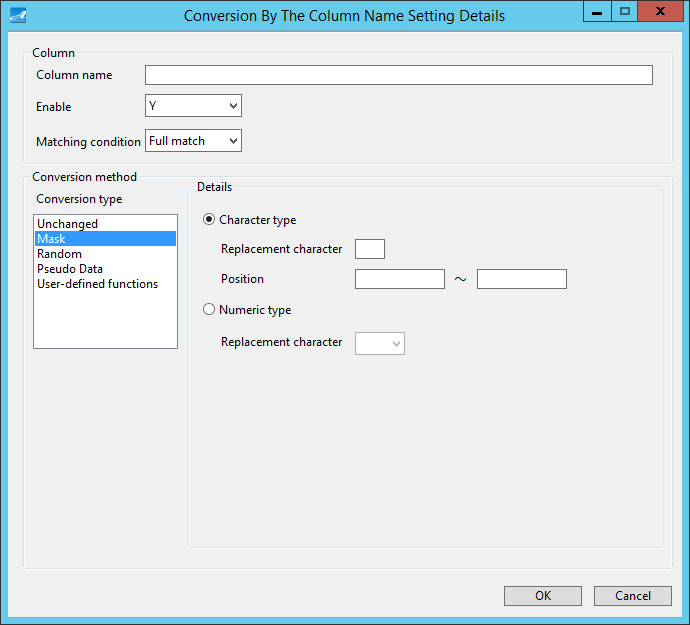 Conversion By The Column Name Setting Details
Column
Column name
Enable Y
Matching condition Full match
Conversion method
Conversion type
Unchanged
Mask
Random
Pseudo Data
User-defined functions
Details
Character type
Replacement character
Position ～
Numeric type
Replacement character
OK Cancel